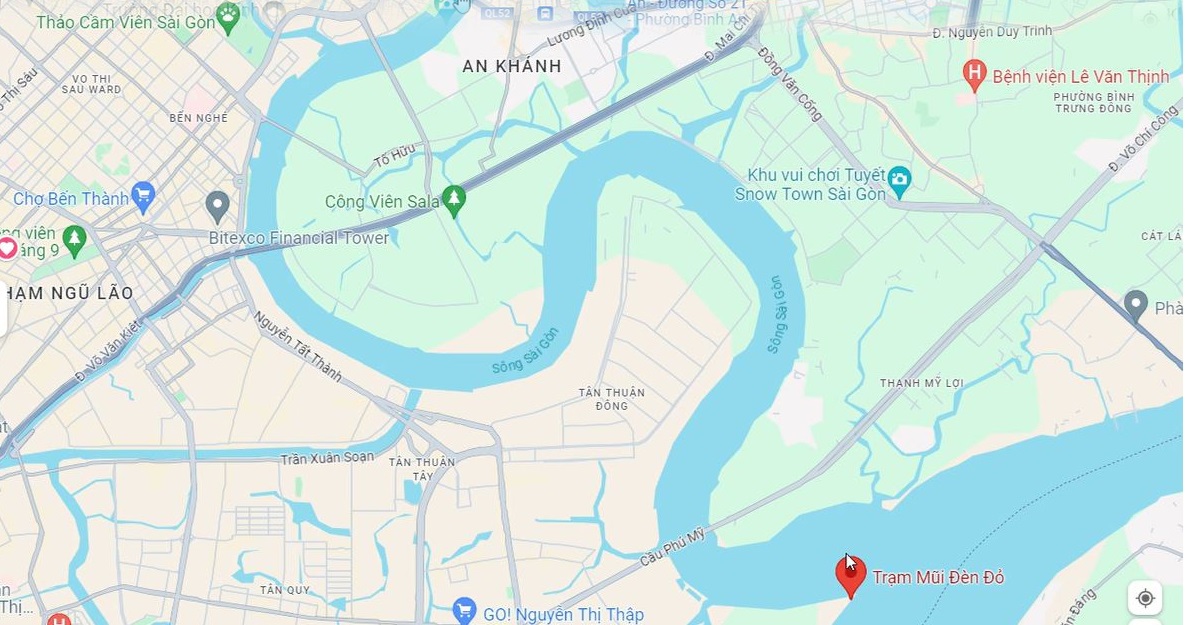 Thảo Cầm Viên Sài Gòn
QL52
Lương Định Của
Phường Bình A
Đ. Mai Chí
AN KHÁNH
Đồng Văn Cống
Đ. Nguyễn Duy Trinh
Bệnh viện Lê Văn Thịnh
PHƯỜNG BÌNH
TRƯNG ĐÔNG
Đ. Võ Chí Công
VO THI
SAU WARD
BẾN NGHÉ
Tố Hữu
Chợ Bến Thành
Công Viên Sala
Khu vui chơi Tuyết
Snow Town Sài Gòn
Bitexco Financial Tower
CÁT LÁ
HẠM NGŨ LÃO
Đ. Võ Văn Kiệt
Nguyễn Tất Thành
Sông Sài Gòn
Sông Sài Gòn
TÂN THUẬN
ĐÔNG
THẠNH MỸ LỢI
Trần Xuân Soạn
TÂN THUẬN
TÂY
Cầu Phú Mỹ
TÂN QUY
GO! Nguyễn Thị Thập
Trạm Mũi Đèn Đỏ